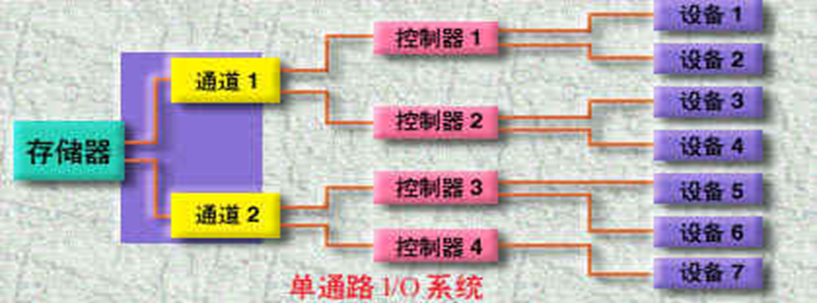 存储器
通道 1
通道 2
控制器 1
控制器 2
控制器 3
控制器 4
设备 1
设备 2
设备 3
设备 4
设备 5
设备 6
设备 7
单通路 I/O 系统